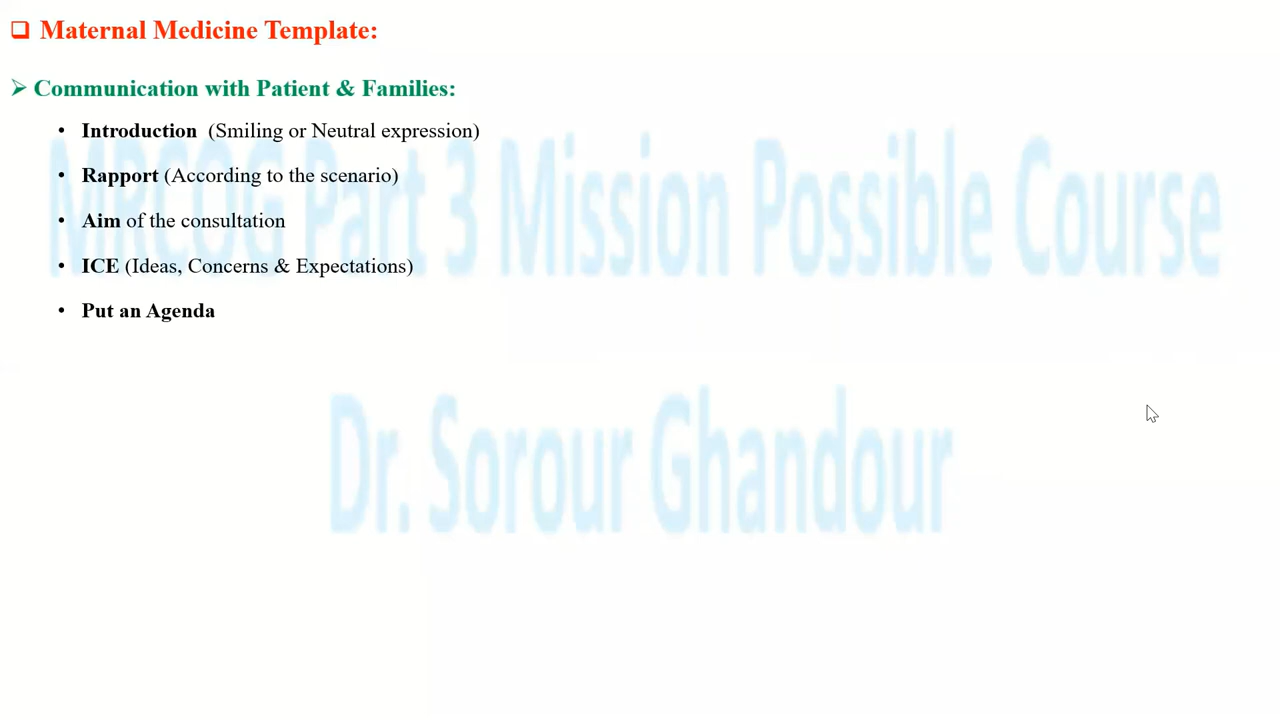 Maternal Medicine Template:
Communication with Patient & Families:
• Introduction (Smiling or Neutral expression)
• Rapport (According to the scenario)
• Aim of the consultation
• ICE (Ideas, Concerns & Expectations)
• Put an Agenda
MRCOG Part 3 Mission Possible Course
Dr. Sorour Ghandour